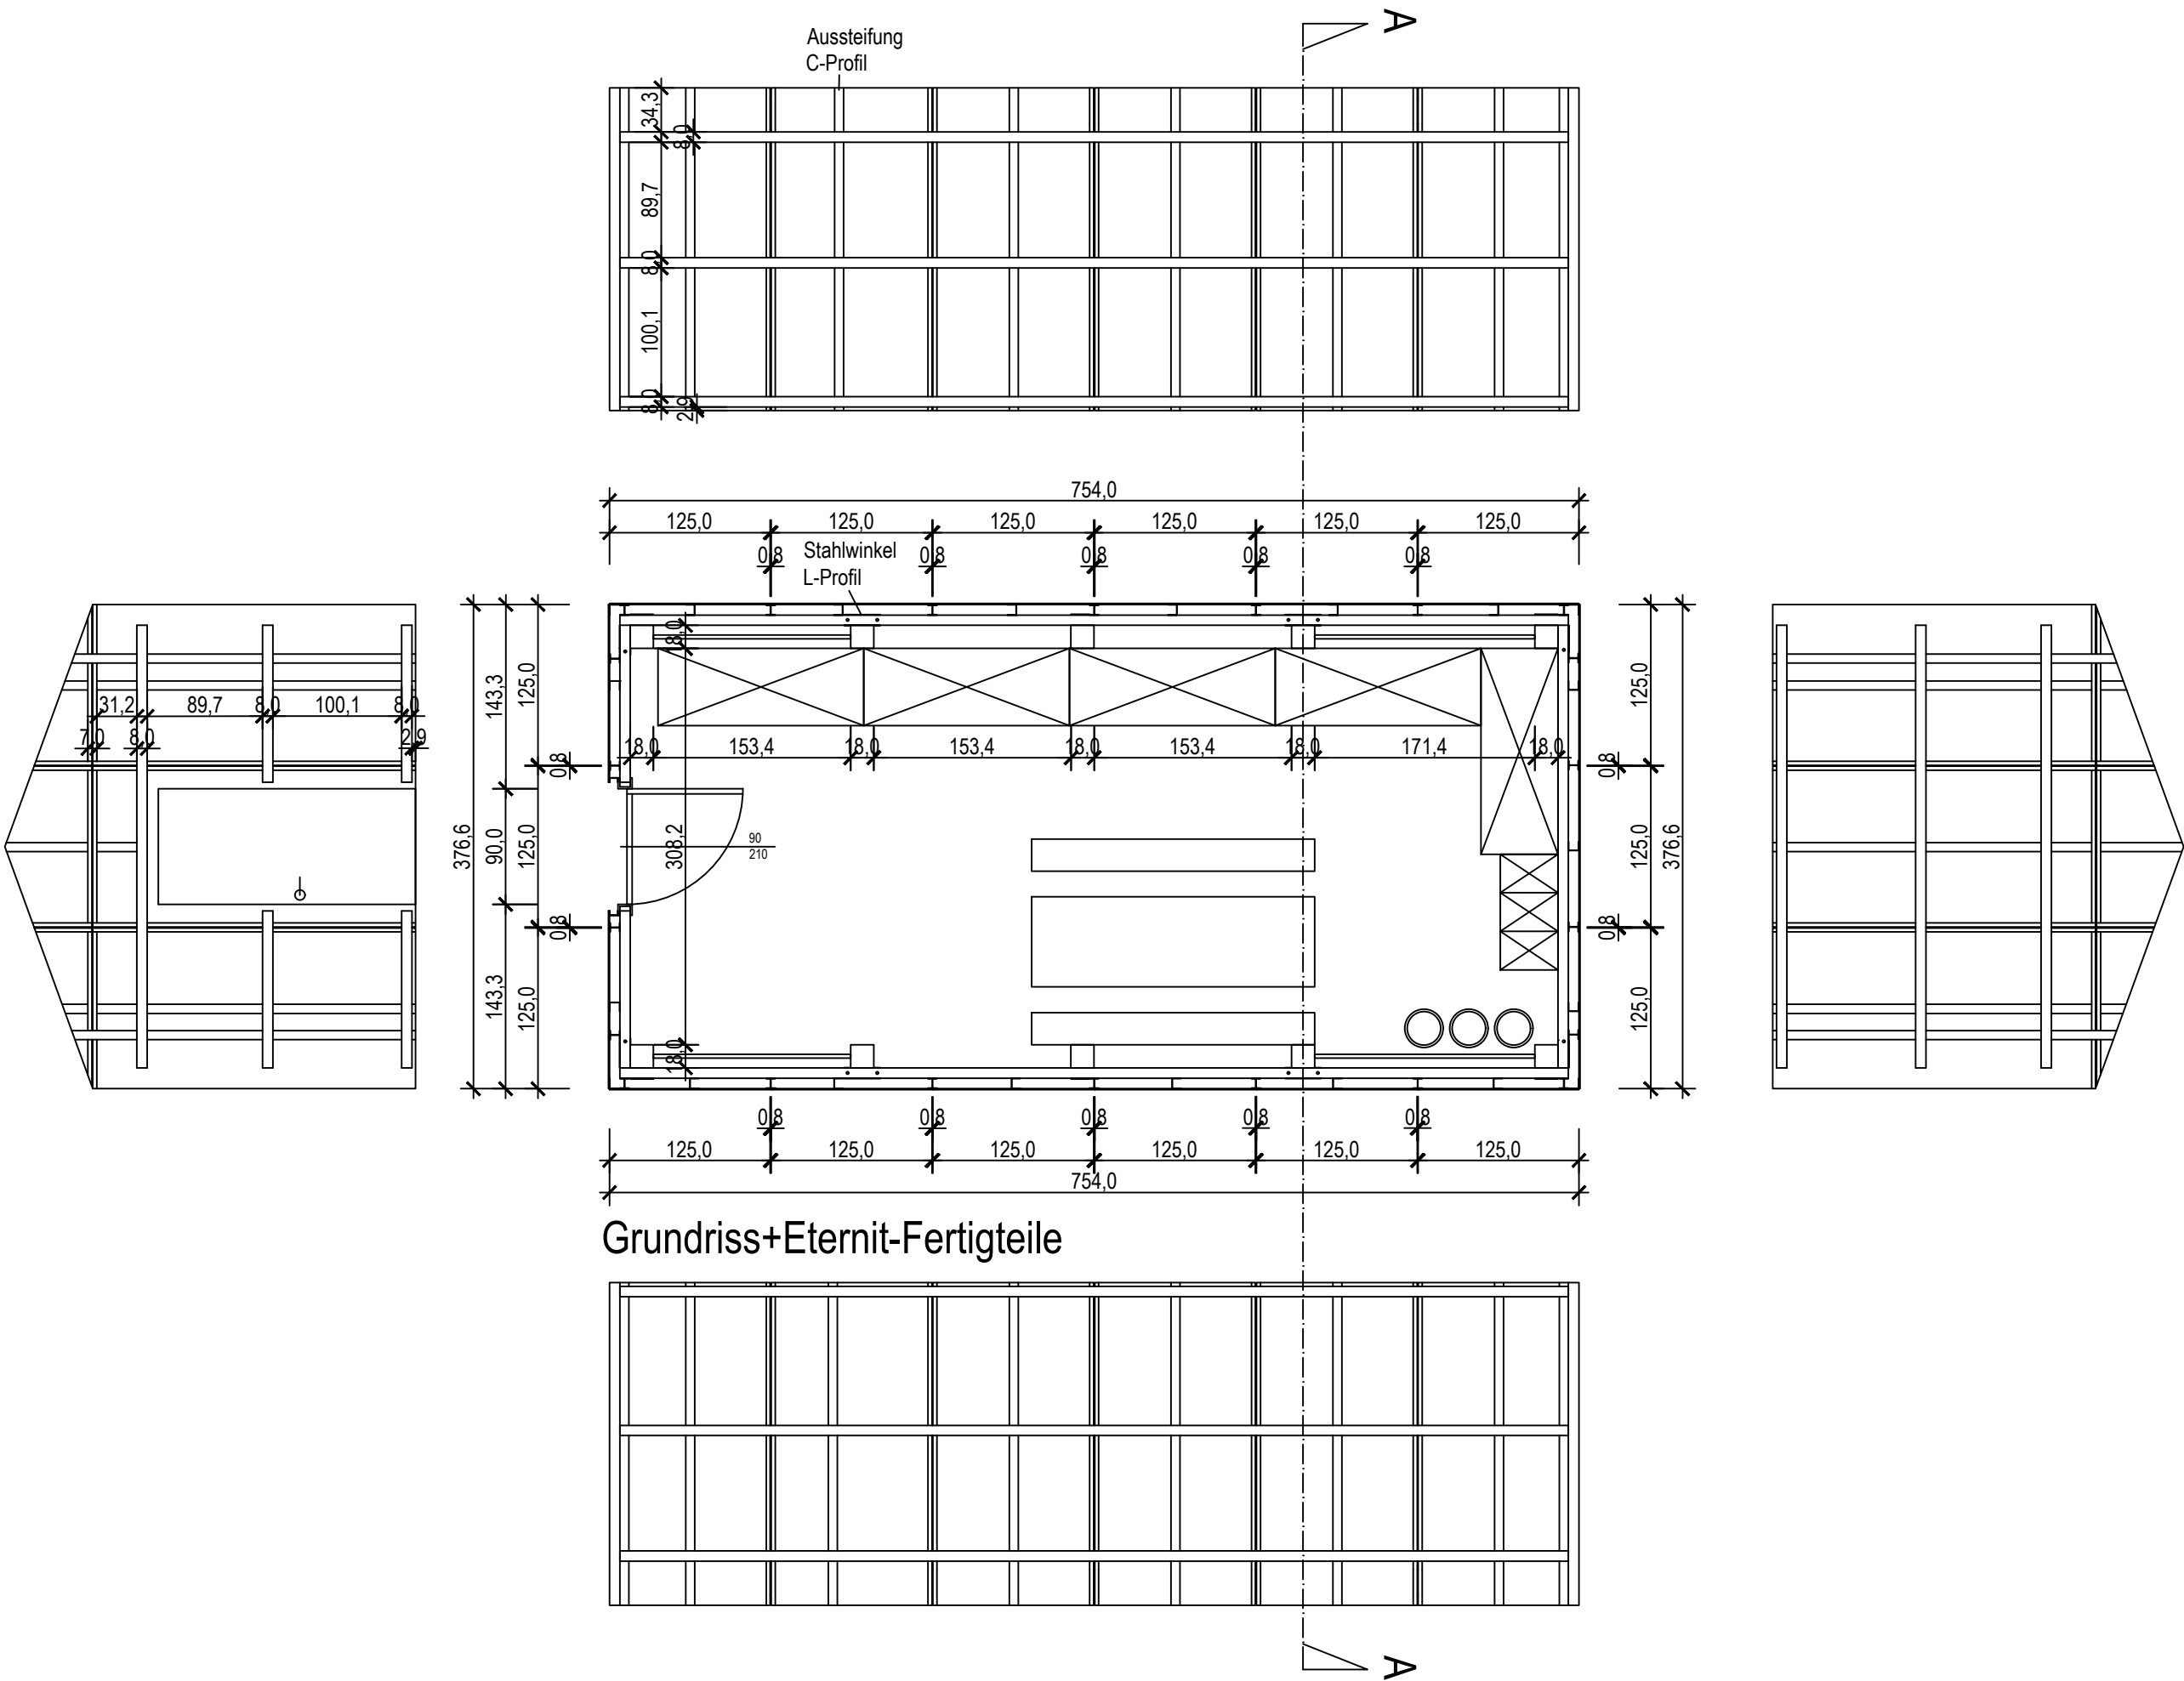 A
Aussteifung
C-Profil
34,3
8,0
89,7
8,0
100,1
8,0
2,9
754,0
125,0 125,0 125,0 125,0 125,0 125,0
0,8 0,8 0,8 0,8 0,8
Stahlwinkel
L-Profil
31,2 89,7 8,0 100,1 8,0
7,0 8,0 2,9
376,6
143,3 90,0 143,3
125,0 125,0 125,0
0,8 0,8
18,0
308,2
18,0
18,0 153,4 18,0 153,4 18,0 153,4 18,0 171,4 18,0
90
210
0,8 0,8
125,0 125,0 125,0
376,6
0,8 0,8 0,8 0,8 0,8
125,0 125,0 125,0 125,0 125,0 125,0
754,0
Grundriss+Eternit-Fertigteile
A